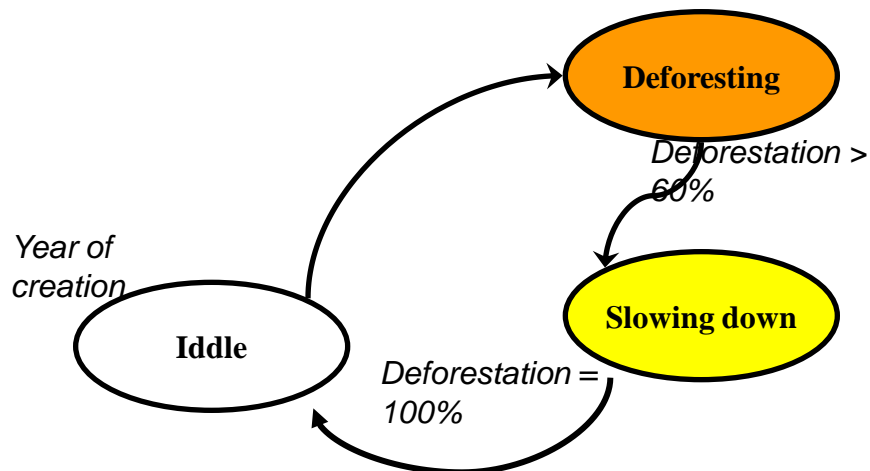 Deforesting
Deforestation >
60%
Year of
creation
Slowing down
Iddle
Deforestation =
100%